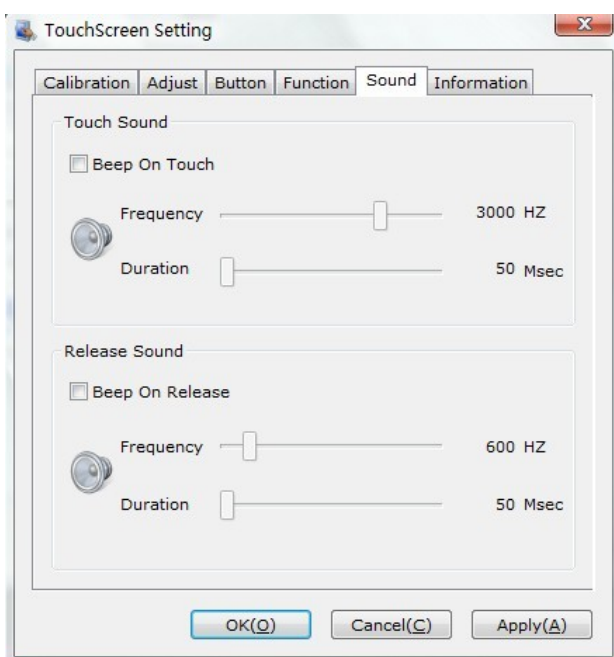 TouchScreen Setting
Calibration Adjust Button Function Sound Information
Touch Sound
Beep On Touch
Frequency 3000 HZ
Duration 50 Msec
Release Sound
Beep On Release
Frequency 600 HZ
Duration 50 Msec
OK(O) Cancel(C) Apply(A)